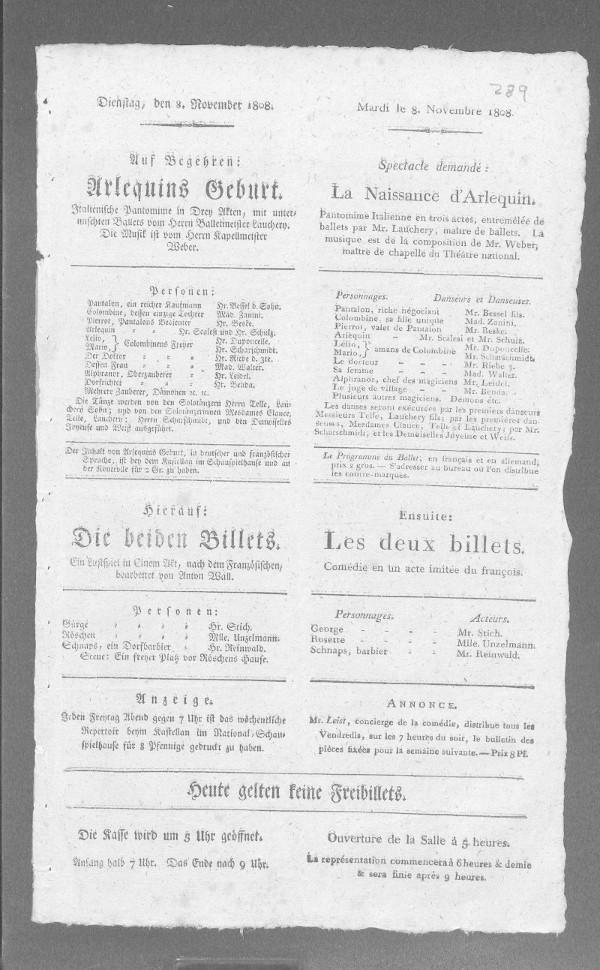 289
Dienstag, den 8. November 1808.
Auf Begehren:
Arlequins Geburt.
Italienische Pantomime in Drey Akten, mit unter-
mischten Ballets vom Herrn Balletmeister Lauchery.
Die Musik ist vom Herrn Kapellmeister
Weber.
Personen:
Pantalon, ein reicher Kaufmann Hr. Bessel d. Sohn.
Colombine, dessen einzige Tochter Mad. Zanini.
Pierrot, Pantalons Bedienter Hr. Beske.
Arlequin Hr. Scalesi und Hr. Schulz.
Lelio, } Colombinens Freyer Hr. Duponcelle.
Mario, } Hr. Scharschmidt.
Der Doktor Hr. Riebe d. 3te.
Dessen Frau Mad. Walter.
Alphranor, Oberzauberer Hr. Leidel.
Dorfrichter Hr. Benda.
Mehrere Zauberer, Dämonen ec. ec.
Die Tänze werden von den Solotänzern Herren Telle, Lau-
chery Sohn; und von den Solotänzerinnen Mesdames Clauce,
Telle, Lauchery; Herrn Scharschmidt, und den Demoiselles
Joyeuse und Weiß ausgeführt.
Der Inhalt von Arlequins Geburt, in deutscher und französischer
Sprache, ist bey dem Kastellan im Schauspielhause und an
der Kontrolle für 2 Gr. zu haben.
Hierauf:
Die beiden Billets.
Ein Lustspiel in Einem Akt, nach dem Französischen,
bearbeitet von Anton Wall.
Personen:
Gürge Hr. Stich.
Röschen Mlle. Unzelmann.
Schnaps, ein Dorfbarbier Hr. Reinwald.
Scene: Ein freyer Platz vor Röschens Hause.
Anzeige.
Jeden Freytag Abend gegen 7 Uhr ist das wöchentliche
Repertoir beym Kastellan im National-Schau-
spielhause für 8 Pfennige gedruckt zu haben.
Mardi le 8. Novembre 1808.
Spectacle demandé:
La Naissance d'Arlequin.
Pantomime Italienne en trois actes, entremêlée de
ballets par Mr. Lauchery, maître de ballets. La
musique est de la composition de Mr. Weber,
maître de chapelle du Théâtre national.
Personnages. Danseurs et Danseuses.
Pantalon, riche négociant Mr. Bessel fils.
Colombine, sa fille unique Mad. Zanini.
Pierrot, valet de Pantalon Mr. Beske.
Arlequin Mr. Scalesi et Mr. Schulz.
Lelio, } amans de Colombine Mr. Duponcelle.
Mario, } Mr. Scharschmidt.
Le docteur Mr. Riebe 3.
Sa femme Mad. Walter.
Alphranor, chef des magiciens Mr. Leidel.
Le juge de village Mr. Benda.
Plusieurs autres magiciens. Démons etc.
Les danses seront exécutées par les premiers danseurs
Messieurs Telle, Lauchery fils; par les premières dan-
seuses, Mesdames Clauce, Telle et Lauchery; par Mr.
Scharschmidt, et les Demoiselles Joyeuse et Weiss.
Le Programme du Ballet, en français et en allemand,
prix 2 gros. — S'adresser au bureau où l'on distribue
les contre-marques.
Ensuite:
Les deux billets.
Comédie en un acte imitée du françois.
Personnages. Acteurs.
George Mr. Stich.
Rosette Mlle. Unzelmann.
Schnaps, barbier Mr. Reinwald.
ANNONCE.
Mr. Leist, concierge de la comédie, distribue tous les
Vendredis, sur les 7 heures du soir, le bulletin des
pièces fixées pour la semaine suivante. — Prix 8 Pf.
Heute gelten keine Freibillets.
Die Kasse wird um 5 Uhr geöffnet.
Anfang halb 7 Uhr. Das Ende nach 9 Uhr.
Ouverture de la Salle à 5 heures.
La représentation commencera à 6 heures & demie
& sera finie après 9 heures.